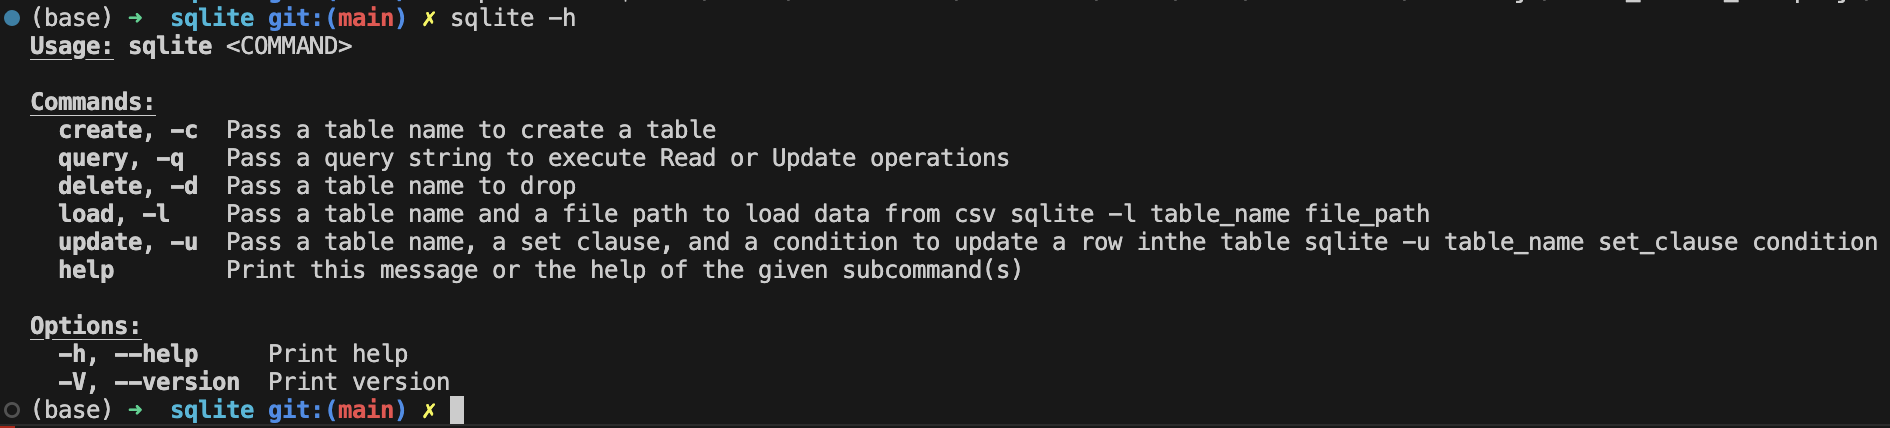 (base) ➜ sqlite git:(main) ✗ sqlite -h
Usage: sqlite <COMMAND>
Commands:
create, -c Pass a table name to create a table
query, -q Pass a query string to execute Read or Update operations
delete, -d Pass a table name to drop
load, -l Pass a table name and a file path to load data from csv sqlite -l table_name file_path
update, -u Pass a table name, a set clause, and a condition to update a row inthe table sqlite -u table_name set_clause condition
help Print this message or the help of the given subcommand(s)
Options:
-h, --help Print help
-V, --version Print version
(base) ➜ sqlite git:(main) ✗